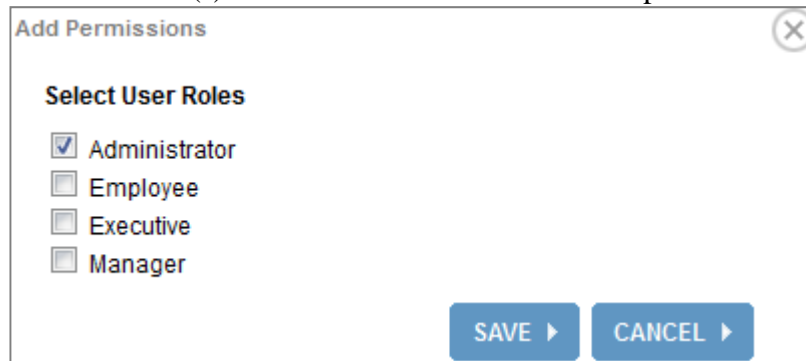 Add Permissions
Select User Roles
Administrator
Employee
Executive
Manager
SAVE CANCEL